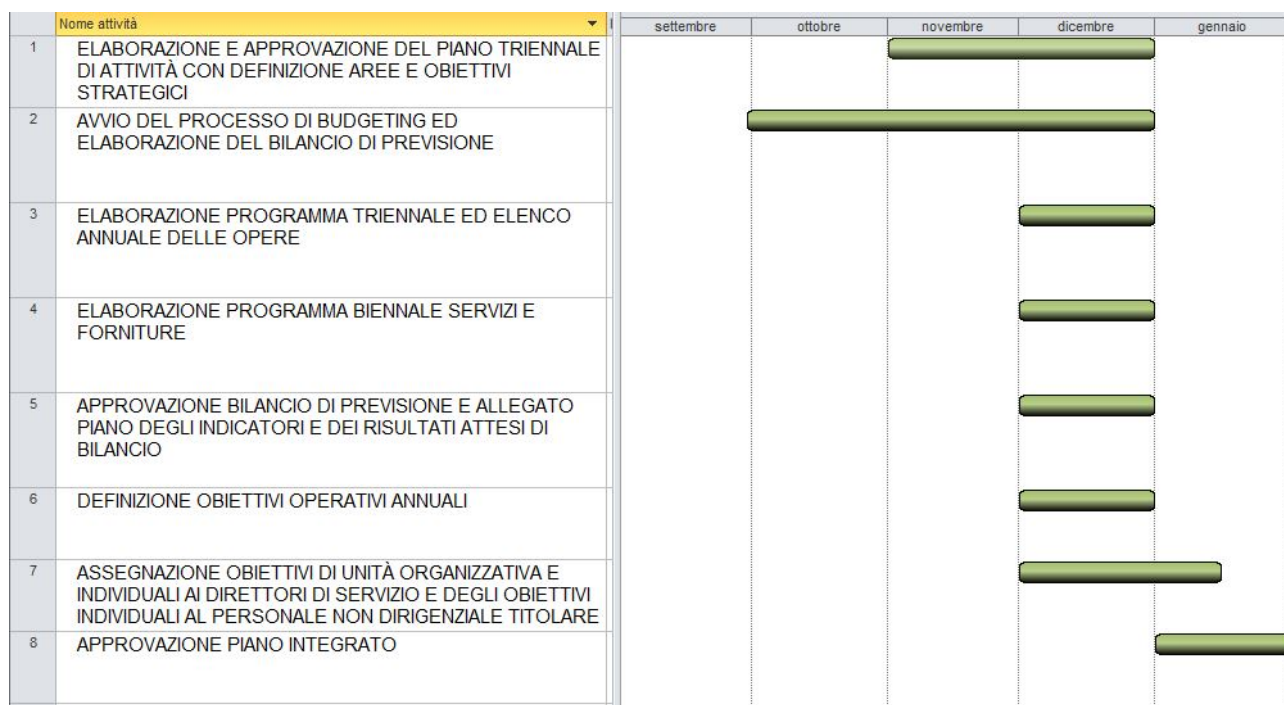 Nome attività
settembre ottobre novembre dicembre gennaio
1 ELABORAZIONE E APPROVAZIONE DEL PIANO TRIENNALE
DI ATTIVITÀ CON DEFINIZIONE AREE E OBIETTIVI
STRATEGICI
2 AVVIO DEL PROCESSO DI BUDGETING ED
ELABORAZIONE DEL BILANCIO DI PREVISIONE
3 ELABORAZIONE PROGRAMMA TRIENNALE ED ELENCO
ANNUALE DELLE OPERE
4 ELABORAZIONE PROGRAMMA BIENNALE SERVIZI E
FORNITURE
5 APPROVAZIONE BILANCIO DI PREVISIONE E ALLEGATO
PIANO DEGLI INDICATORI E DEI RISULTATI ATTESI DI
BILANCIO
6 DEFINIZIONE OBIETTIVI OPERATIVI ANNUALI
7 ASSEGNAZIONE OBIETTIVI DI UNITÀ ORGANIZZATIVA E
INDIVIDUALI AI DIRETTORI DI SERVIZIO E DEGLI OBIETTIVI
INDIVIDUALI AL PERSONALE NON DIRIGENZIALE TITOLARE
8 APPROVAZIONE PIANO INTEGRATO